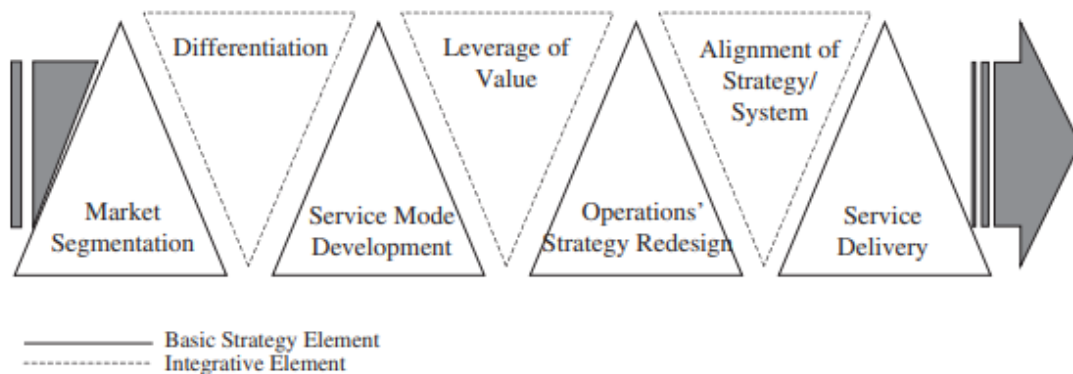 Differentiation
Leverage of
Value
Alignment of
Strategy/
System
Market
Segmentation
Service Mode
Development
Operations’
Strategy Redesign
Service
Delivery
Basic Strategy Element
Integrative Element